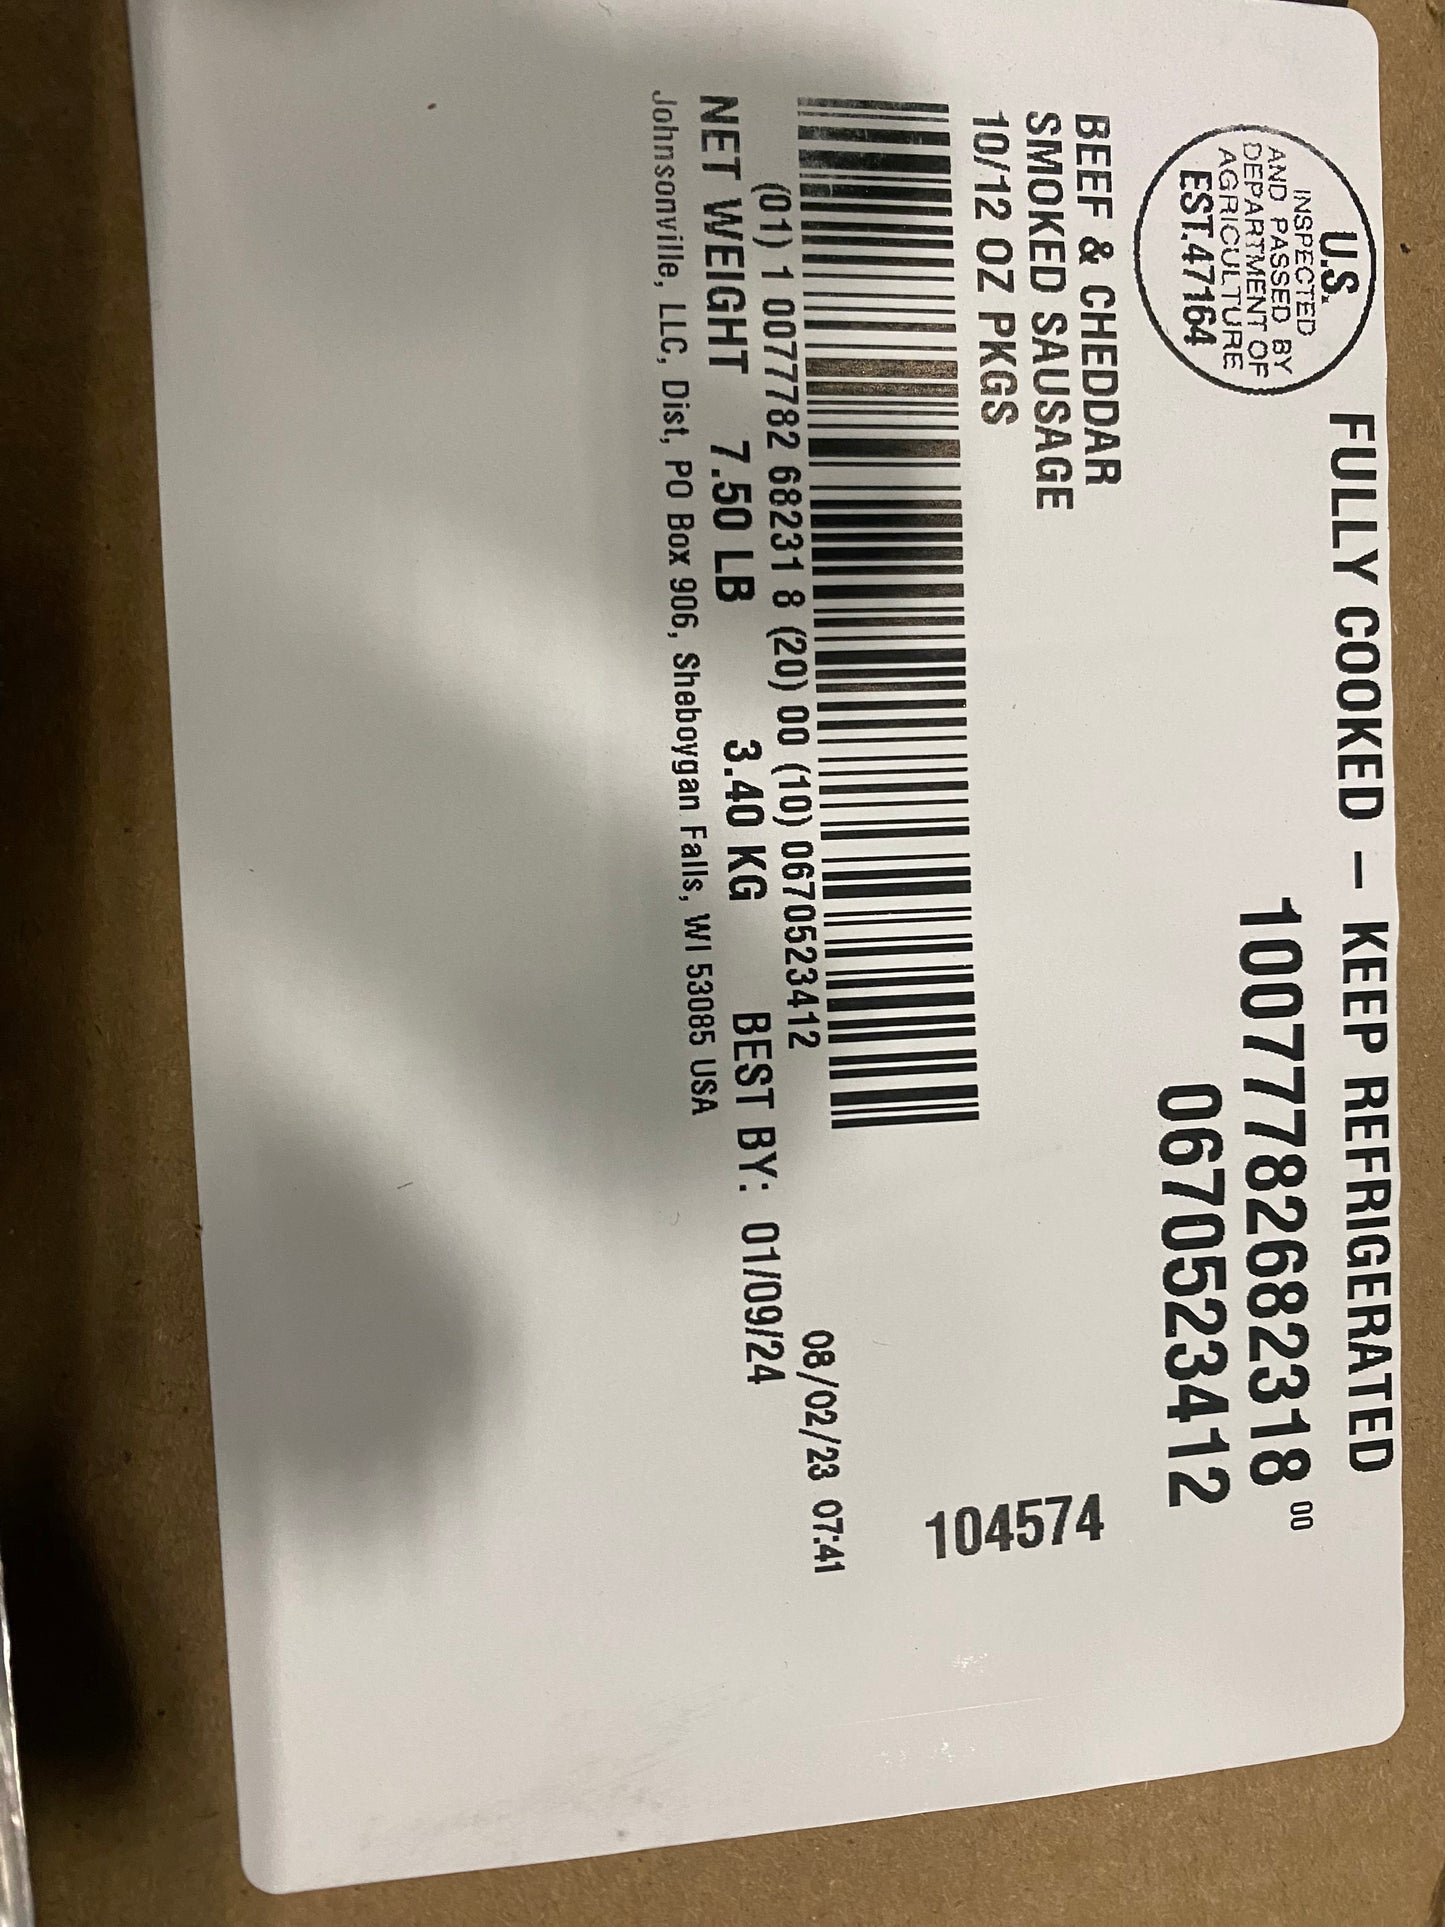 FULLY COOKED - KEEP REFRIGERATED
U.S.
INSPECTED
AND PASSED BY
DEPARTMENT OF
AGRICULTURE
EST.47164
10077782682318 00
0670523412
BEEF & CHEDDAR
SMOKED SAUSAGE
10/12 OZ PKGS
104574
(01) 1 0077782 68231 8 (20) 00 (10) 0670523412
08/02/23 07:41
NET WEIGHT 7.50 LB 3.40 KG BEST BY: 01/09/24
Johnsonville, LLC, Dist, PO Box 906, Sheboygan Falls, WI 53085 USA